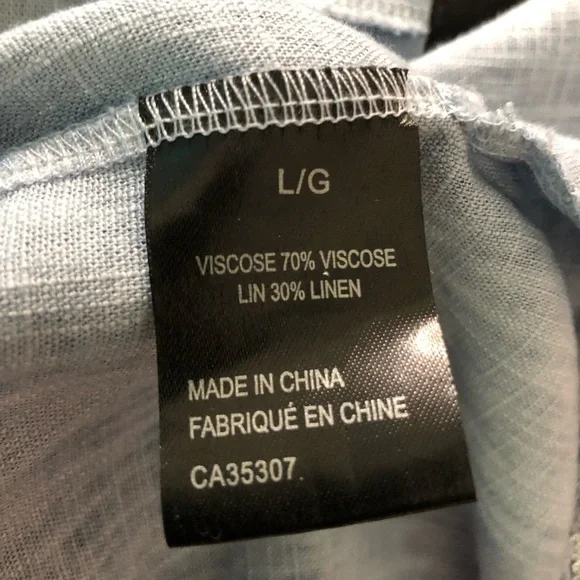 L/G
VISCOSE 70% VISCOSE
LIN 30% LINEN
MADE IN CHINA
FABRIQUÉ EN CHINE
CA35307